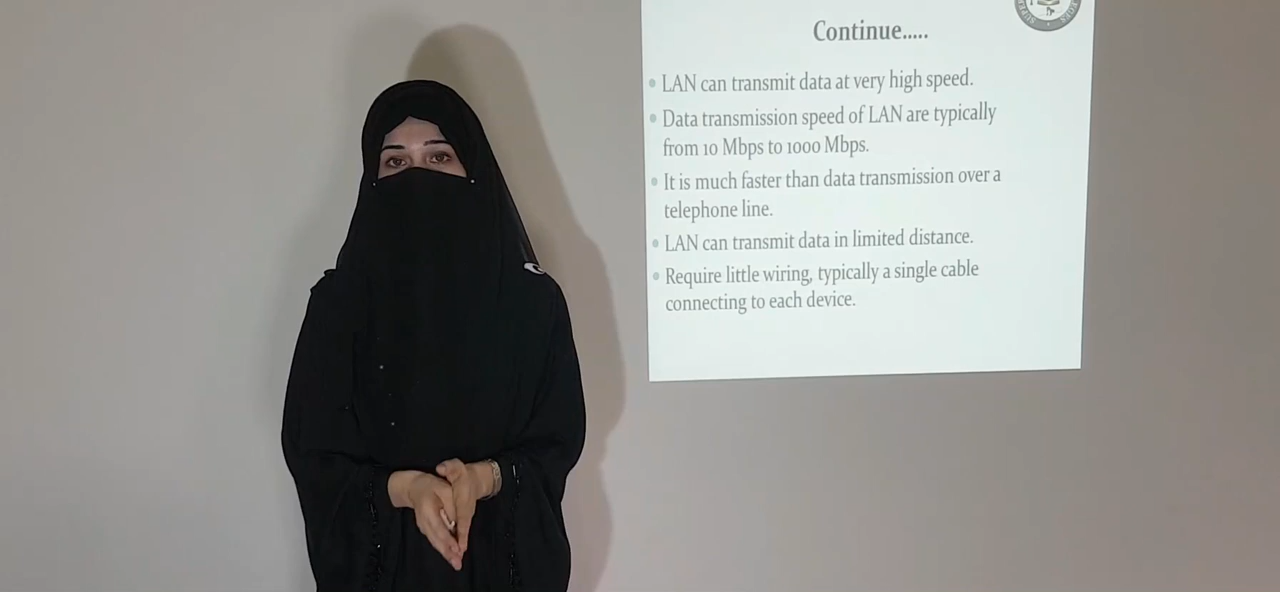 Continue.....
• LAN can transmit data at very high speed.
• Data transmission speed of LAN are typically
from 10 Mbps to 1000 Mbps.
• It is much faster than data transmission over a
telephone line.
• LAN can transmit data in limited distance.
• Require little wiring, typically a single cable
connecting to each device.